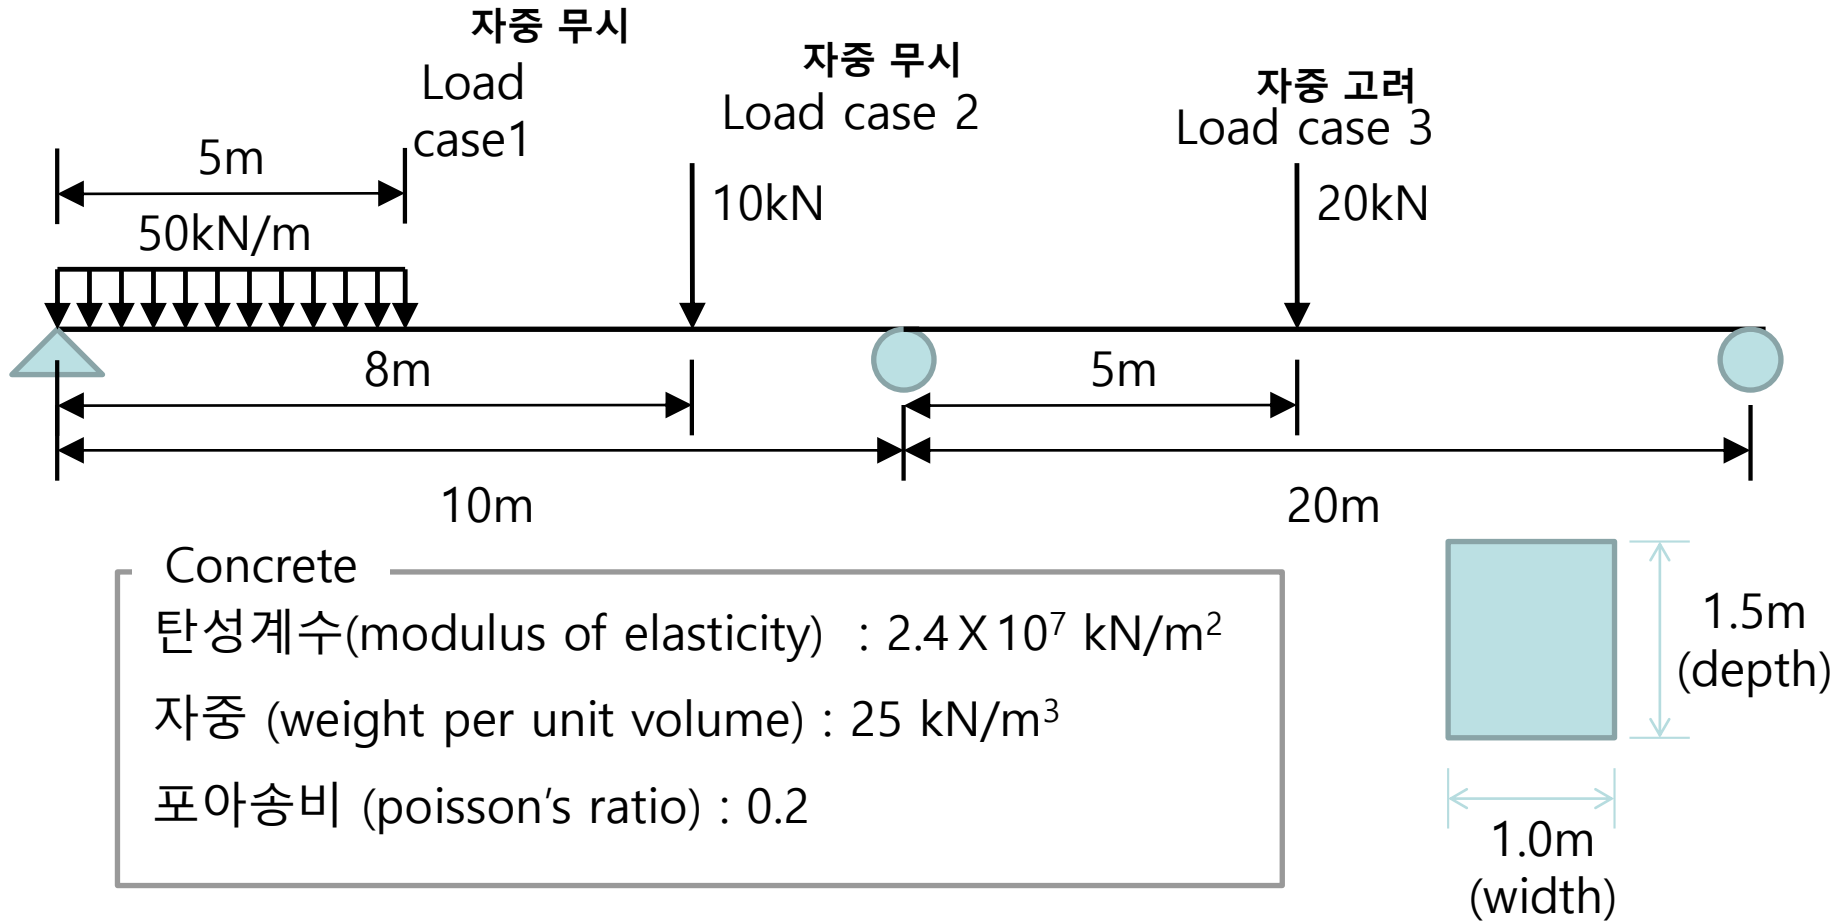 자중 무시
Load
case1
자중 무시
Load case 2
자중 고려
Load case 3
5m
50kN/m
10kN
20kN
8m
5m
10m
20m
Concrete
탄성계수(modulus of elasticity) : 2.4 X 10⁷ kN/m²
자중 (weight per unit volume) : 25 kN/m³
포아송비 (poisson’s ratio) : 0.2
1.5m
(depth)
1.0m
(width)